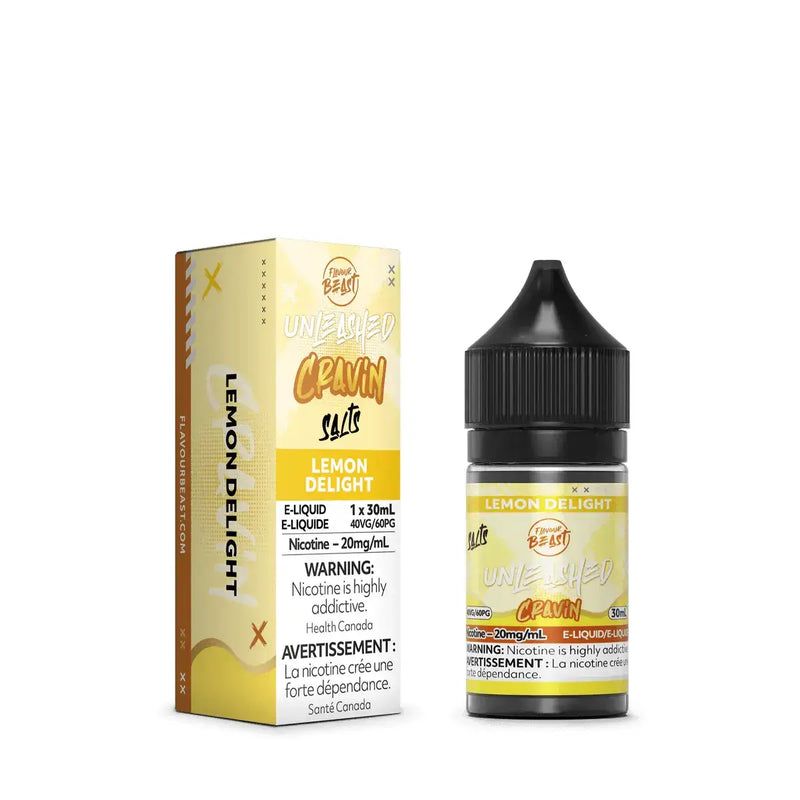 FLAVOURBEAST.COM
CRAVIN
LEMON DELIGHT
FLAVOUR
BEAST
UNLEASHED
CRAVIN
SALTS
LEMON
DELIGHT
E-LIQUID 1 x 30mL
E-LIQUIDE 40VG/60PG
Nicotine – 20mg/mL
WARNING:
Nicotine is highly
addictive.
Health Canada
AVERTISSEMENT :
La nicotine crée une
forte dépendance.
Santé Canada
LEMON DELIGHT
SALTS
FLAVOUR
BEAST
UNLEASHED
CRAVIN
40VG/60PG 30mL
Nicotine – 20mg/mL E-LIQUID/E-LIQUIDE
WARNING: Nicotine is highly addictive.
AVERTISSEMENT : La nicotine crée une
forte dépendance.